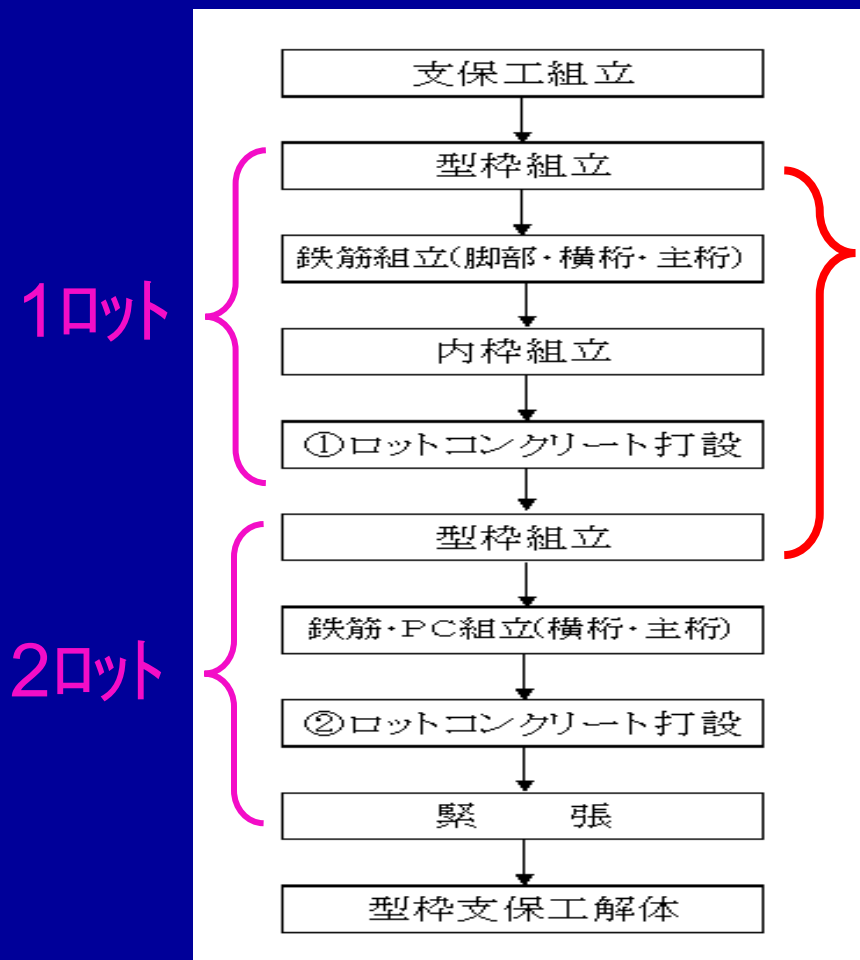 支保工組立
型枠組立
鉄筋組立(脚部・横桁・主桁)
1ロット
内枠組立
①ロットコンクリート打設
型枠組立
鉄筋・PC組立(横桁・主桁)
2ロット
②ロットコンクリート打設
緊　　張
型枠支保工解体